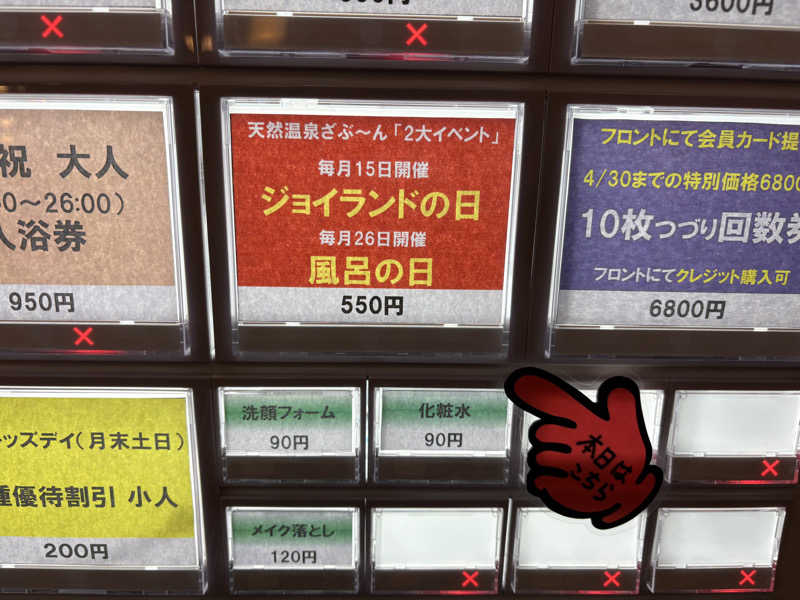 3600円
祝 大人
0～26:00)
入浴券
950円
天然温泉ざぶ～ん「2大イベント」
毎月15日開催
ジョイランドの日
毎月26日開催
風呂の日
550円
フロントにて会員カード提
4/30までの特別価格6800
10枚つづり回数券
フロントにてクレジット購入可
6800円
ッズデイ(月末土日)
優待割引 小人
200円
洗顔フォーム
90円
化粧水
90円
本日は
こちら
メイク落とし
120円